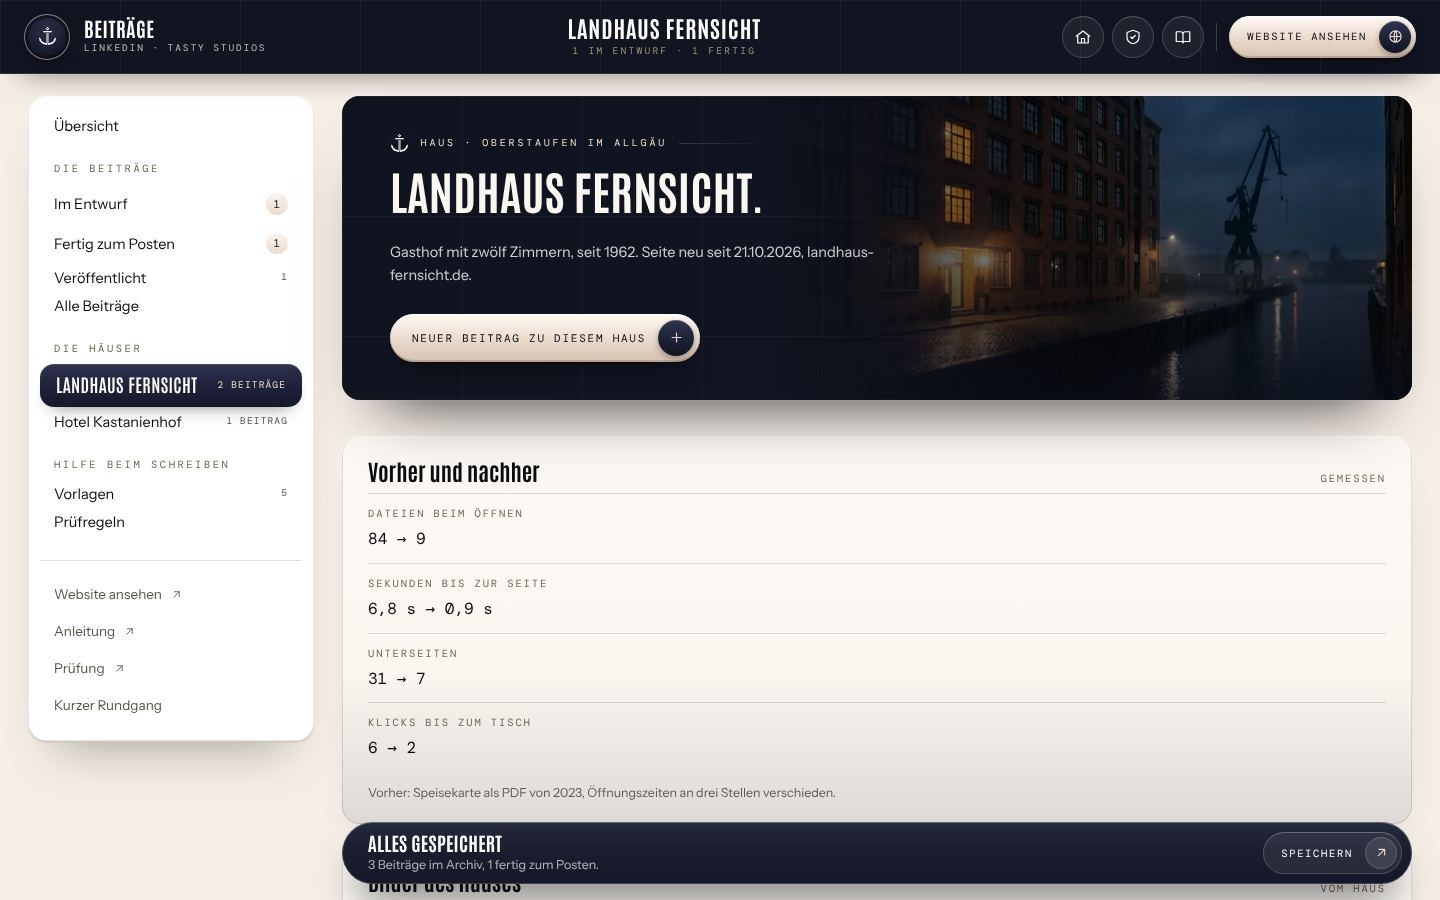 BEITRÄGE
LINKEDIN · TASTY STUDIOS
LANDHAUS FERNSICHT
1 IM ENTWURF · 1 FERTIG
WEBSITE ANSEHEN
Übersicht
DIE BEITRÄGE
Im Entwurf 1
Fertig zum Posten 1
Veröffentlicht 1
Alle Beiträge
DIE HÄUSER
LANDHAUS FERNSICHT 2 BEITRÄGE
Hotel Kastanienhof 1 BEITRAG
HILFE BEIM SCHREIBEN
Vorlagen 5
Prüfregeln
Website ansehen
Anleitung
Prüfung
Kurzer Rundgang
HAUS · OBERSTAUFEN IM ALLGÄU
LANDHAUS FERNSICHT.
Gasthof mit zwölf Zimmern, seit 1962. Seite neu seit 21.10.2026, landhaus-
fernsicht.de.
NEUER BEITRAG ZU DIESEM HAUS
Vorher und nachher
GEMESSEN
DATEIEN BEIM ÖFFNEN
84 → 9
SEKUNDEN BIS ZUR SEITE
6,8 s → 0,9 s
UNTERSEITEN
31 → 7
KLICKS BIS ZUM TISCH
6 → 2
Vorher: Speisekarte als PDF von 2023, Öffnungszeiten an drei Stellen verschieden.
ALLES GESPEICHERT
3 Beiträge im Archiv, 1 fertig zum Posten.
SPEICHERN
Bilder des Hauses
VOM HAUS